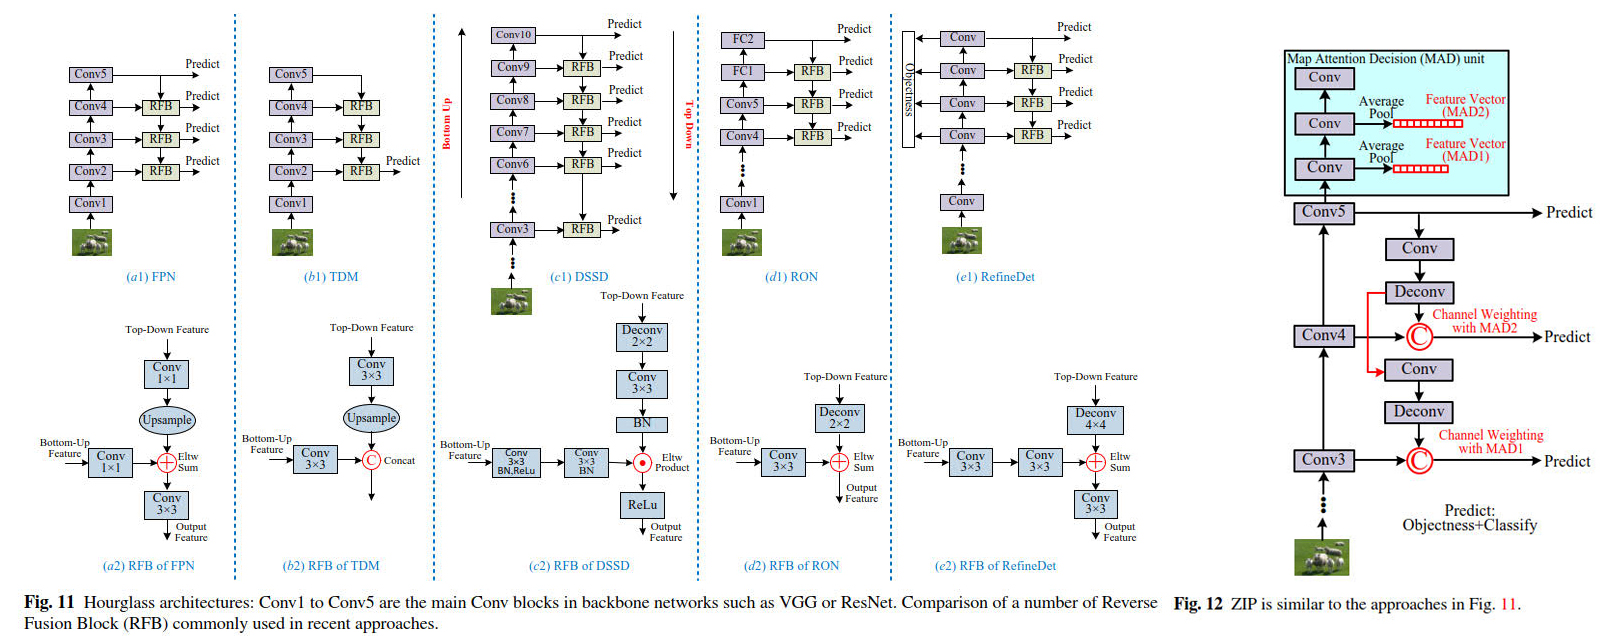 Conv5
Predict
Conv4
RFB
Predict
Conv3
RFB
Predict
Conv2
RFB
Predict
Conv1
(a1) FPN
Conv5
Conv4
RFB
Conv3
RFB
Conv2
RFB
Predict
Conv1
(b1) TDM
Bottom Up
Conv10
Predict
Conv9
RFB
Predict
Conv8
RFB
Predict
Conv7
RFB
Predict
Conv6
RFB
Predict
Conv3
RFB
Predict
Top Down
(c1) DSSD
FC2
Predict
FC1
RFB
Predict
Conv5
RFB
Predict
Conv4
RFB
Predict
Conv1
(d1) RON
Objectness
Conv
Predict
Conv
RFB
Predict
Conv
RFB
Predict
Conv
RFB
Predict
Conv
(e1) RefineDet
Top-Down Feature
Conv
1×1
Upsample
Bottom-Up
Feature
Conv
1×1
Eltw
Sum
Conv
3×3
Output
Feature
(a2) RFB of FPN
Top-Down Feature
Conv
3×3
Upsample
Bottom-Up
Feature
Conv
3×3
C
Concat
(b2) RFB of TDM
Top-Down Feature
Deconv
2×2
Conv
3×3
BN
Bottom-Up
Feature
Conv
3×3
BN,ReLu
Conv
3×3
BN
Eltw
Product
ReLu
Output
Feature
(c2) RFB of DSSD
Top-Down Feature
Deconv
2×2
Bottom-Up
Feature
Conv
3×3
Eltw
Sum
Output
Feature
(d2) RFB of RON
Top-Down Feature
Deconv
4×4
Bottom-Up
Feature
Conv
3×3
Conv
3×3
Eltw
Sum
Conv
3×3
Output
Feature
(e2) RFB of RefineDet
Fig. 11 Hourglass architectures: Conv1 to Conv5 are the main Conv blocks in backbone networks such as VGG or ResNet. Comparison of a number of Reverse
Fusion Block (RFB) commonly used in recent approaches.
Map Attention Decision (MAD) unit
Conv
Conv
Average
Pool
Feature Vector
(MAD2)
Conv
Average
Pool
Feature Vector
(MAD1)
Conv5
Predict
Conv
Deconv
Channel Weighting
with MAD2
Conv4
C
Predict
Conv
Deconv
Channel Weighting
with MAD1
Conv3
C
Predict
Predict:
Objectness+Classify
Fig. 12 ZIP is similar to the approaches in Fig. 11.